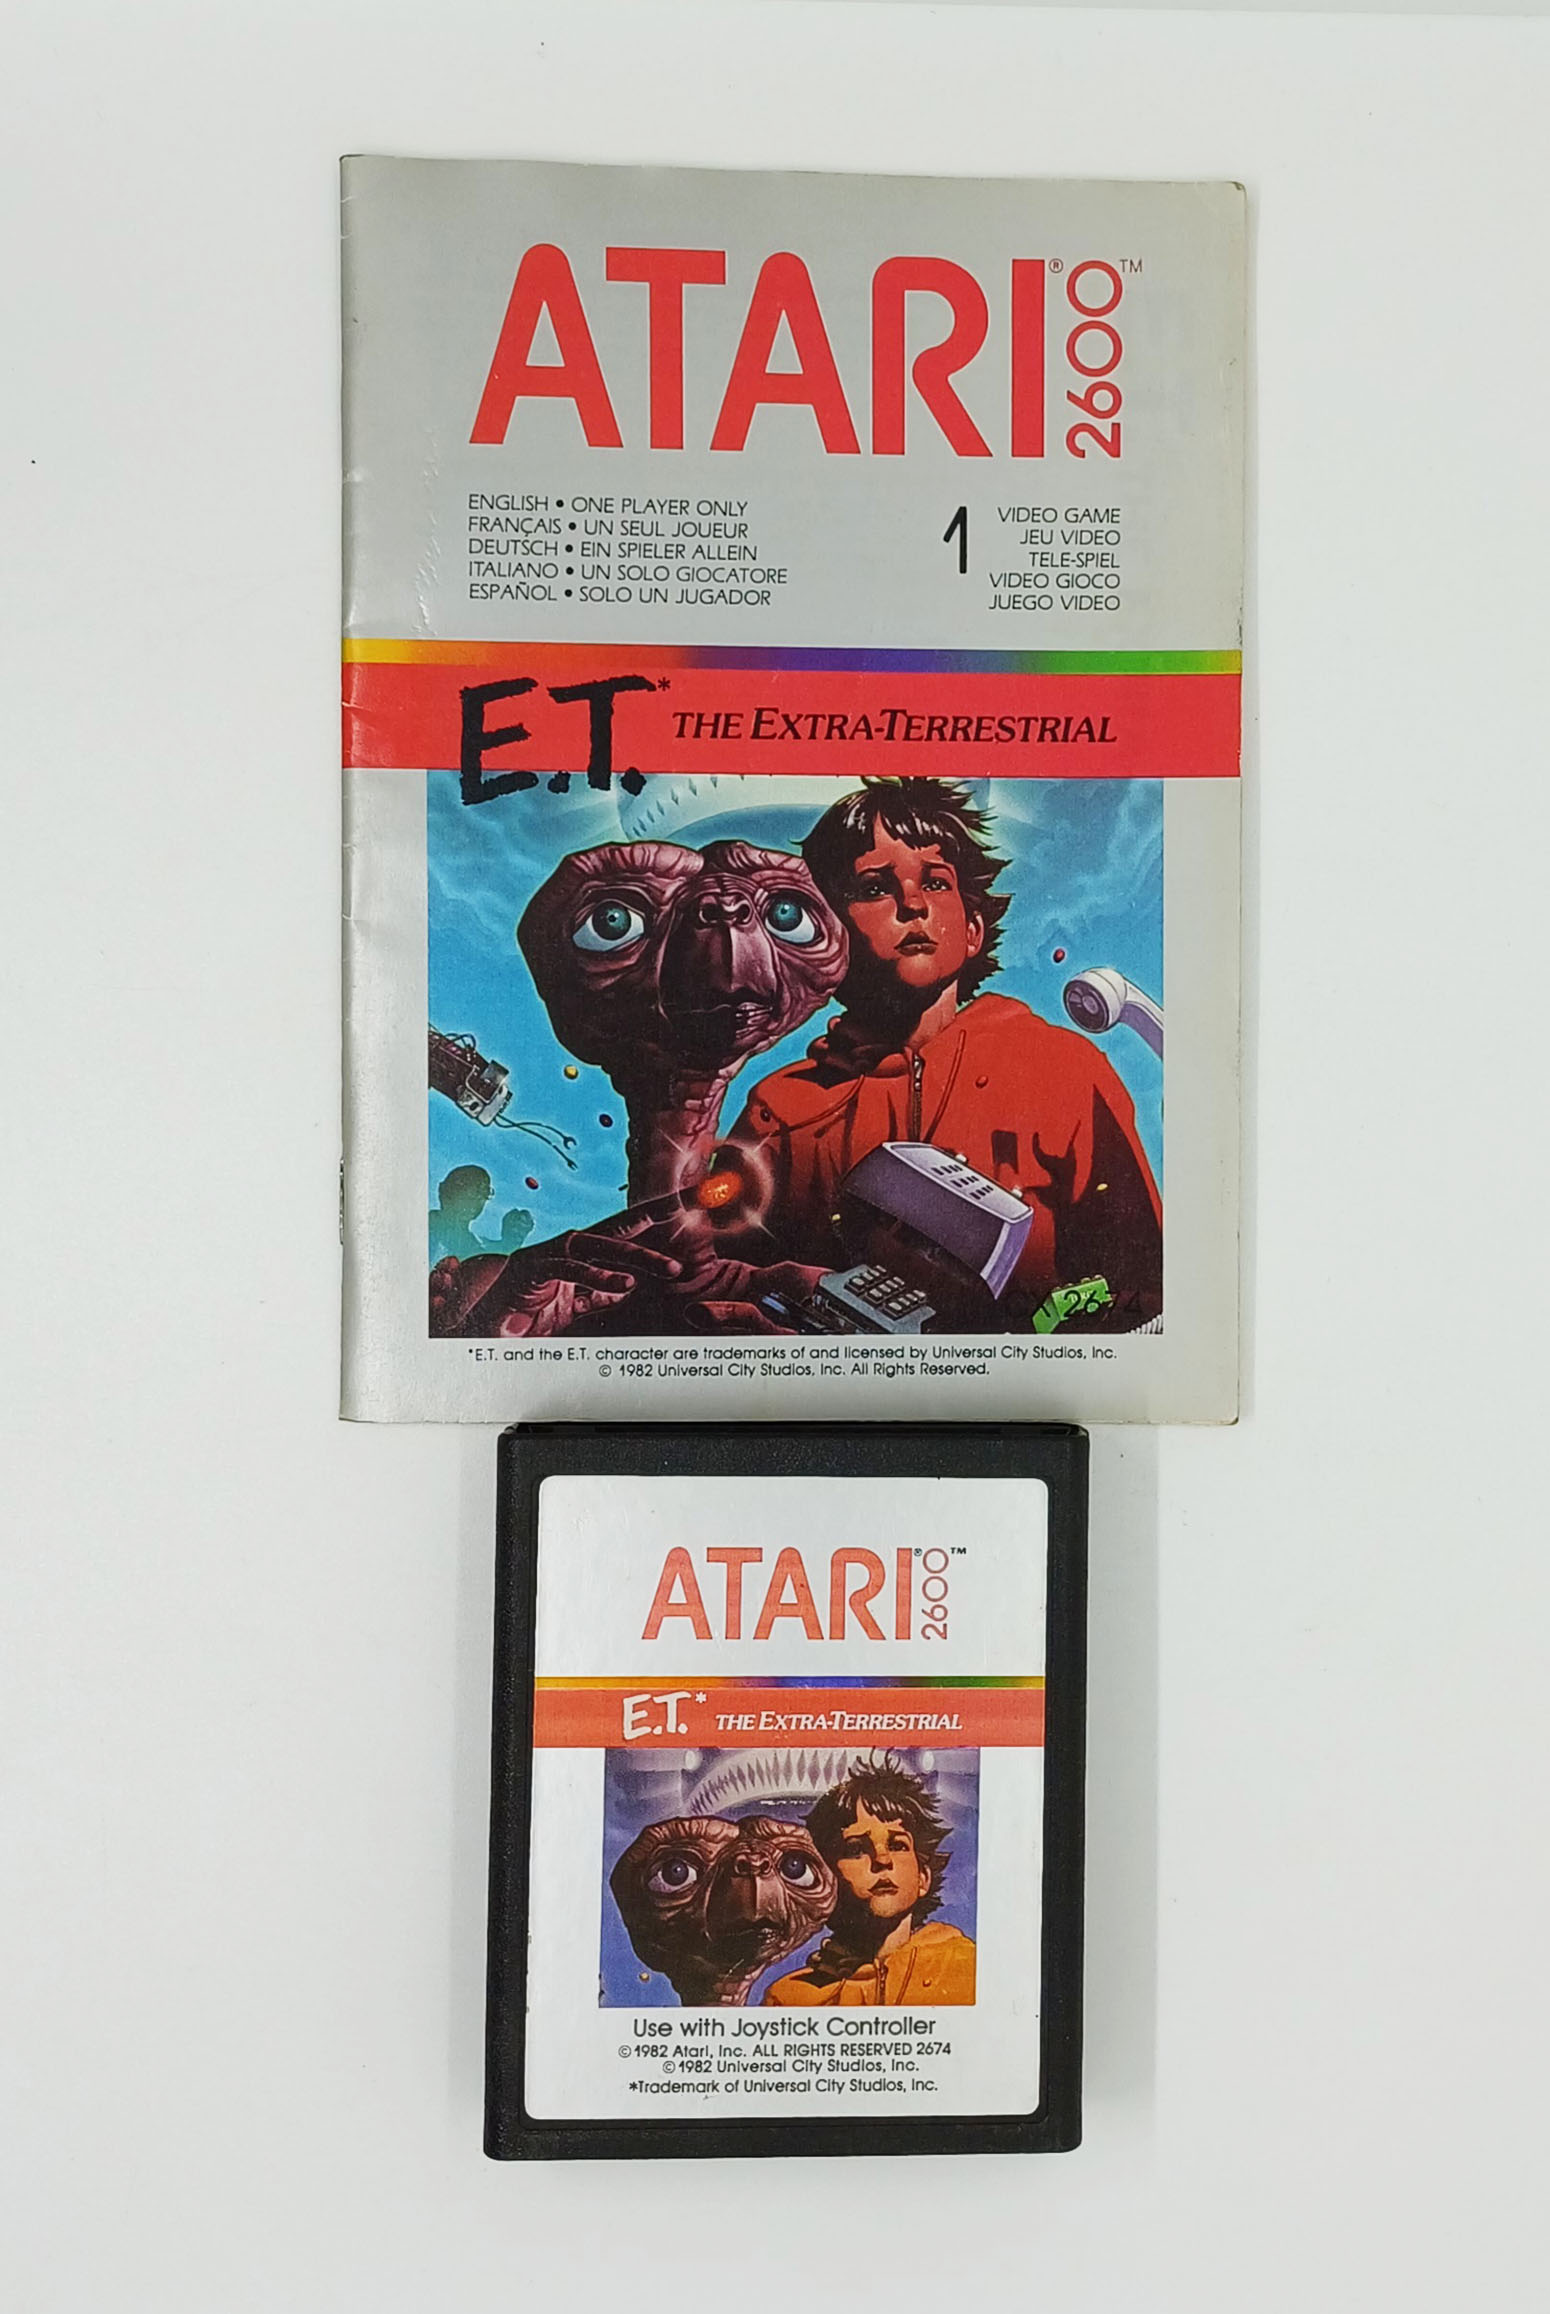 ATARI® 2600™
ENGLISH • ONE PLAYER ONLY
FRANÇAIS • UN SEUL JOUEUR
DEUTSCH • EIN SPIELER ALLEIN
ITALIANO • UN SOLO GIOCATORE
ESPAÑOL • SOLO UN JUGADOR
1
VIDEO GAME
JEU VIDEO
TELE-SPIEL
VIDEO GIOCO
JUEGO VIDEO
E.T.* THE EXTRA-TERRESTRIAL
CX 2674
*E.T. and the E.T. character are trademarks of and licensed by Universal City Studios, Inc.
© 1982 Universal City Studios, Inc. All Rights Reserved.
ATARI® 2600™
E.T.* THE EXTRA-TERRESTRIAL
Use with Joystick Controller
© 1982 Atari, Inc. ALL RIGHTS RESERVED 2674
© 1982 Universal City Studios, Inc.
*Trademark of Universal City Studios, Inc.